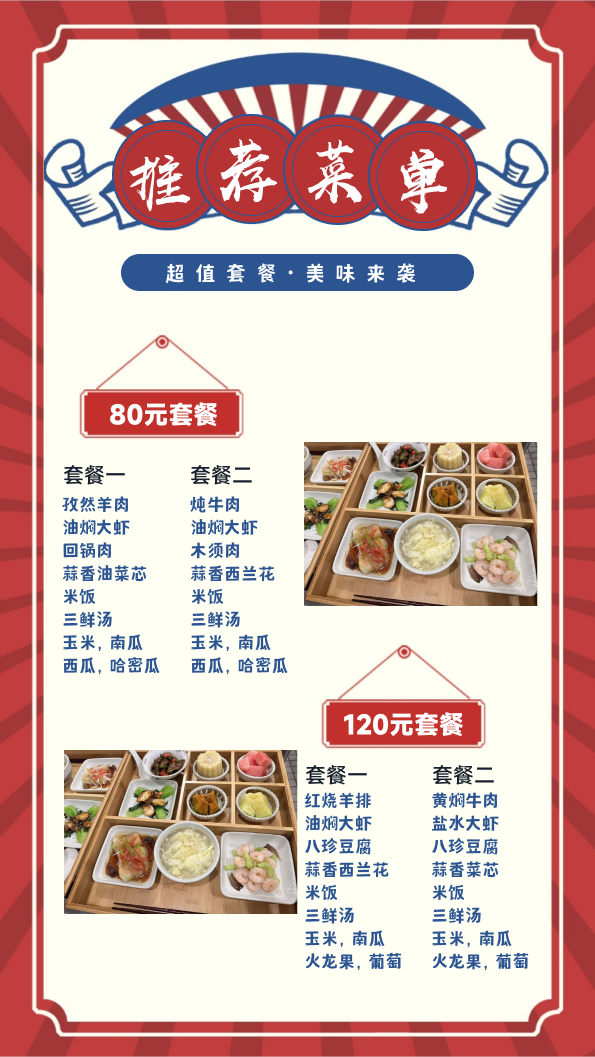 推荐菜单
超值套餐·美味来袭
80元套餐
套餐一
孜然羊肉
油焖大虾
回锅肉
蒜香油菜芯
米饭
三鲜汤
玉米，南瓜
西瓜，哈密瓜
套餐二
炖牛肉
油焖大虾
木须肉
蒜香西兰花
米饭
三鲜汤
玉米，南瓜
西瓜，哈密瓜
120元套餐
套餐一
红烧羊排
油焖大虾
八珍豆腐
蒜香西兰花
米饭
三鲜汤
玉米，南瓜
火龙果，葡萄
套餐二
黄焖牛肉
盐水大虾
八珍豆腐
蒜香菜芯
米饭
三鲜汤
玉米，南瓜
火龙果，葡萄